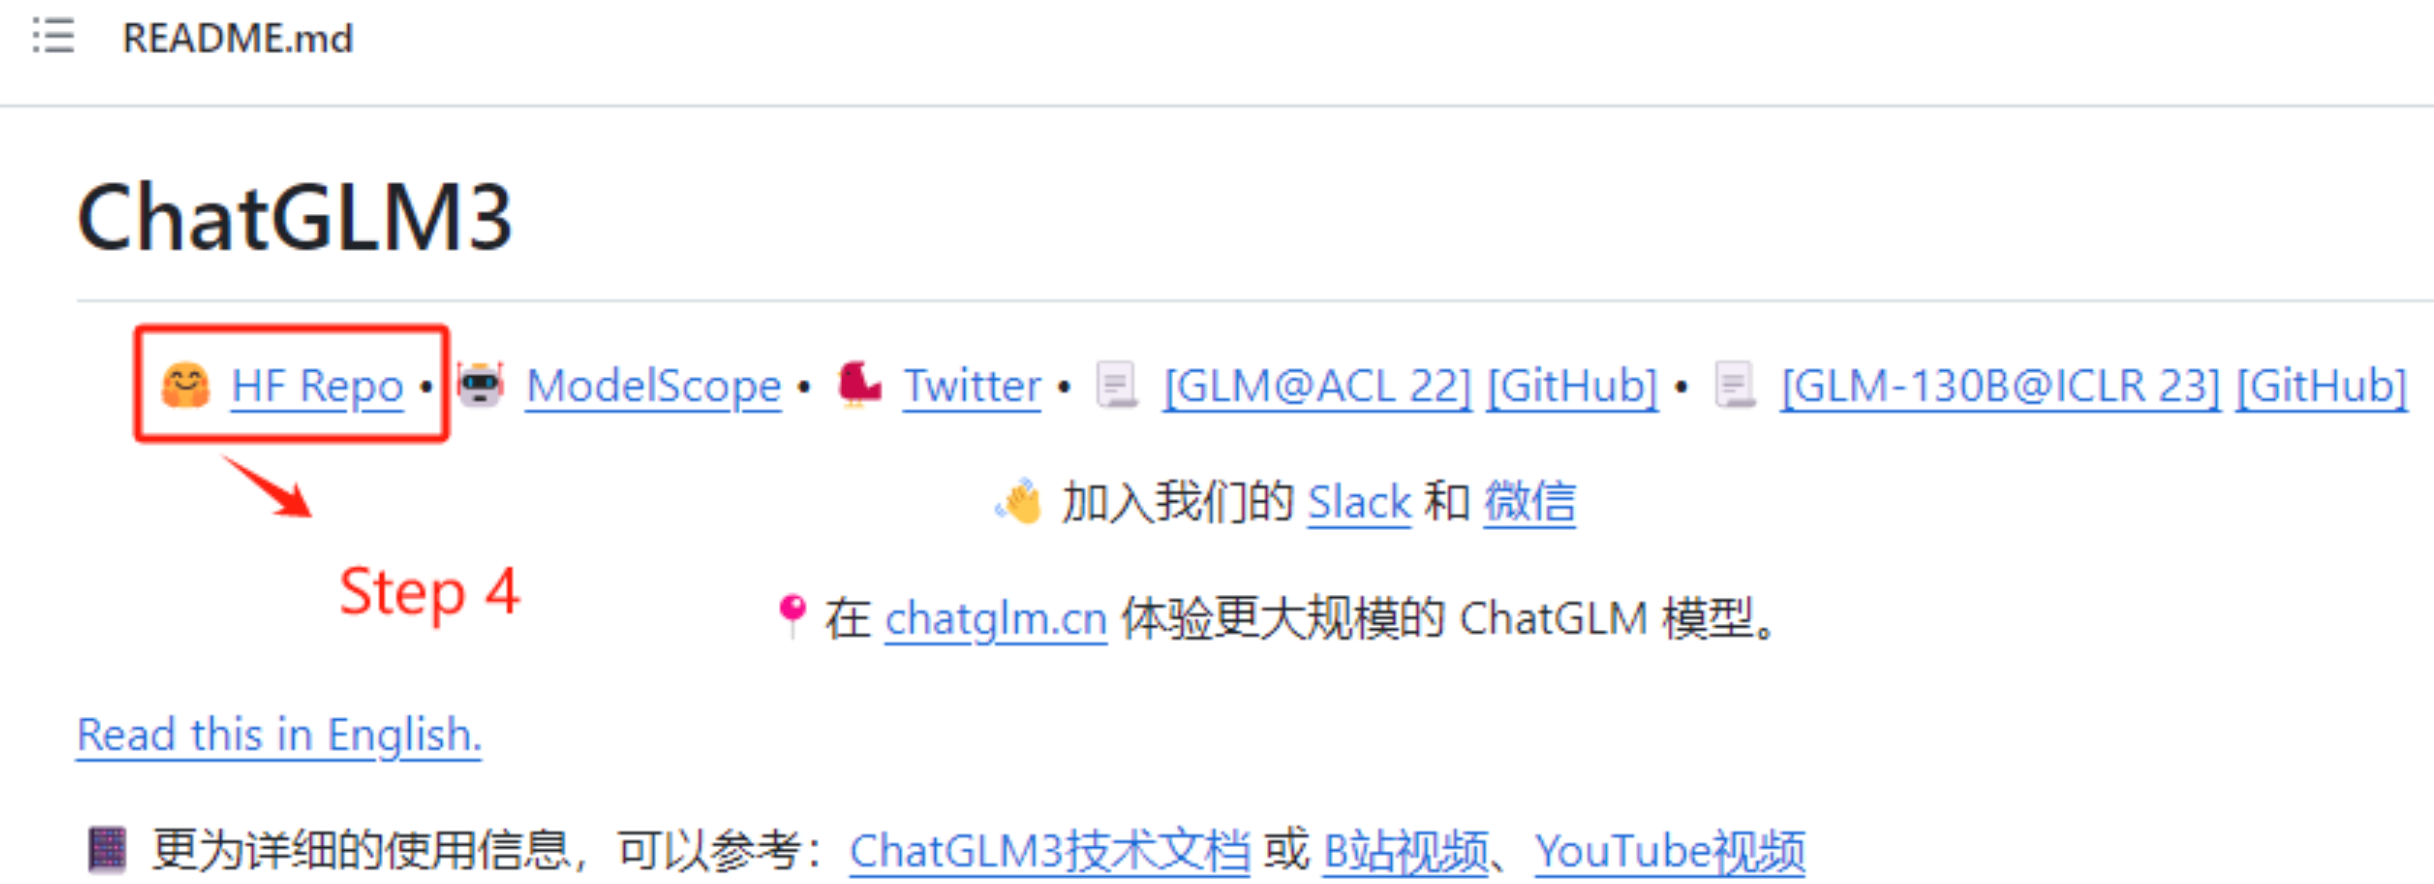 README.md
ChatGLM3
🤗 HF Repo • 🤖 ModelScope • 🐦 Twitter • 📃 [GLM@ACL 22] [GitHub] • 📃 [GLM-130B@ICLR 23] [GitHub]
👋 加入我们的 Slack 和 微信
Step 4
📍在 chatglm.cn 体验更大规模的 ChatGLM 模型。
Read this in English.
📔 更为详细的使用信息，可以参考：ChatGLM3技术文档 或 B站视频、YouTube视频